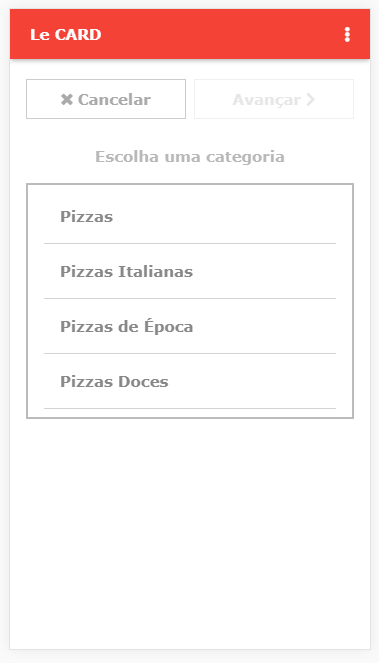 Le CARD
Cancelar
Avançar
Escolha uma categoria
Pizzas
Pizzas Italianas
Pizzas de Época
Pizzas Doces